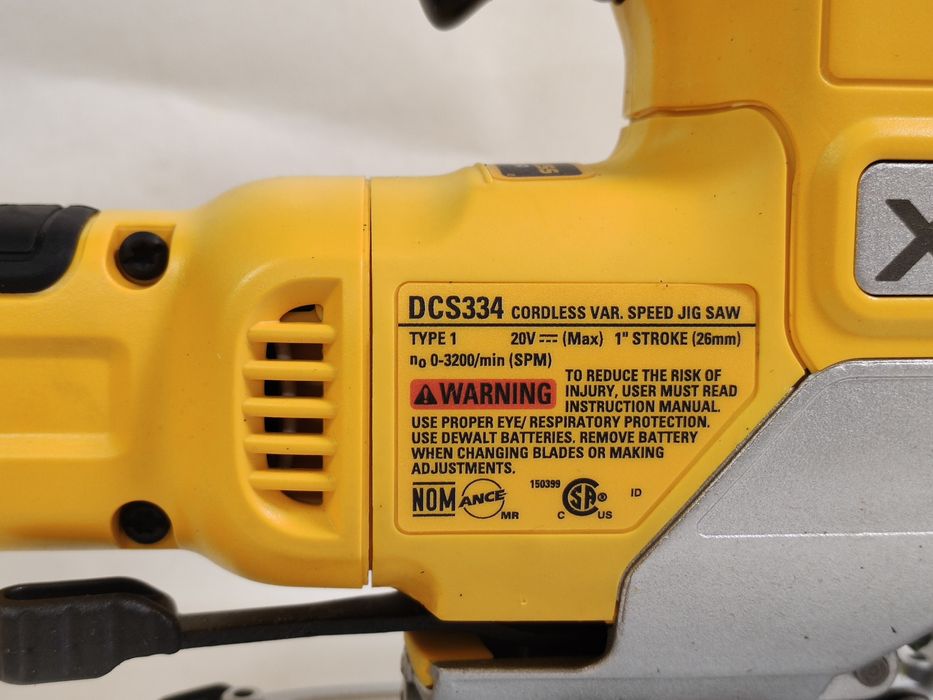 DCS334 CORDLESS VAR. SPEED JIG SAW
TYPE 1 20V ⎓ (Max) 1" STROKE (26mm)
n₀ 0-3200/min (SPM)
WARNING TO REDUCE THE RISK OF
INJURY, USER MUST READ
INSTRUCTION MANUAL.
USE PROPER EYE/ RESPIRATORY PROTECTION.
USE DEWALT BATTERIES. REMOVE BATTERY
WHEN CHANGING BLADES OR MAKING
ADJUSTMENTS.
NOM ANCE MR 150399 C SA ® US ID
X